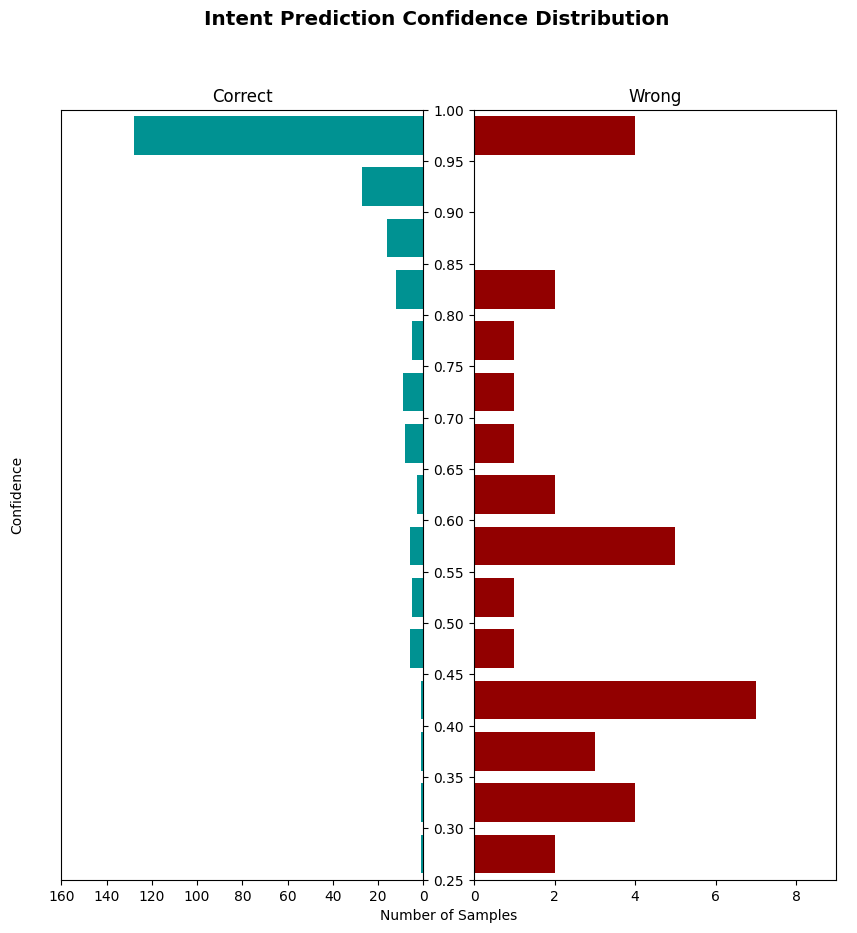 Intent Prediction Confidence Distribution
Correct
Wrong
1.00
0.95
0.90
0.85
0.80
0.75
0.70
0.65
0.60
0.55
0.50
0.45
0.40
0.35
0.30
0.25
Confidence
160 140 120 100 80 60 40 20 0
0 2 4 6 8
Number of Samples